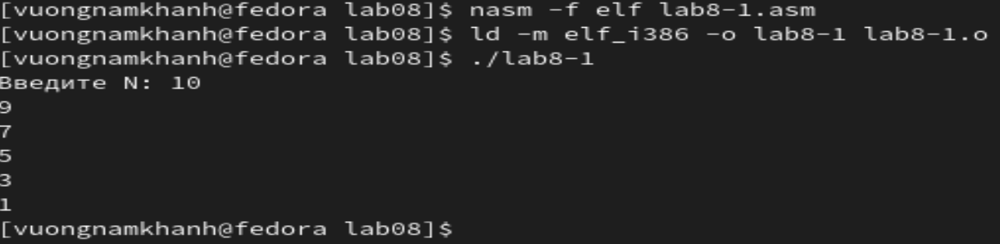 [vuongnamkhanh@fedora lab08]$ nasm -f elf lab8-1.asm
[vuongnamkhanh@fedora lab08]$ ld -m elf_i386 -o lab8-1 lab8-1.o
[vuongnamkhanh@fedora lab08]$ ./lab8-1
Введите N: 10
9
7
5
3
1
[vuongnamkhanh@fedora lab08]$